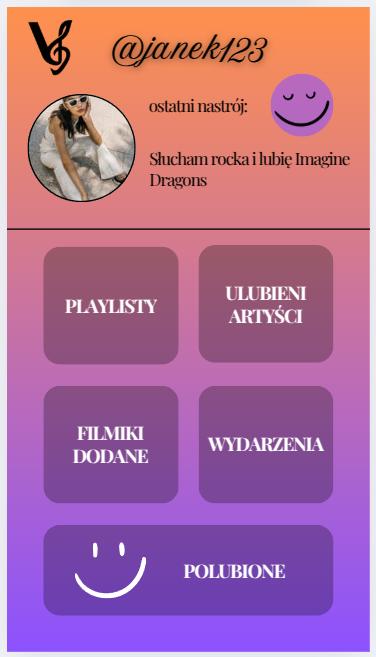 @janek123
ostatni nastrój:
Słucham rocka i lubię Imagine
Dragons
PLAYLISTY
ULUBIENI
ARTYŚCI
FILMIKI
DODANE
WYDARZENIA
POLUBIONE